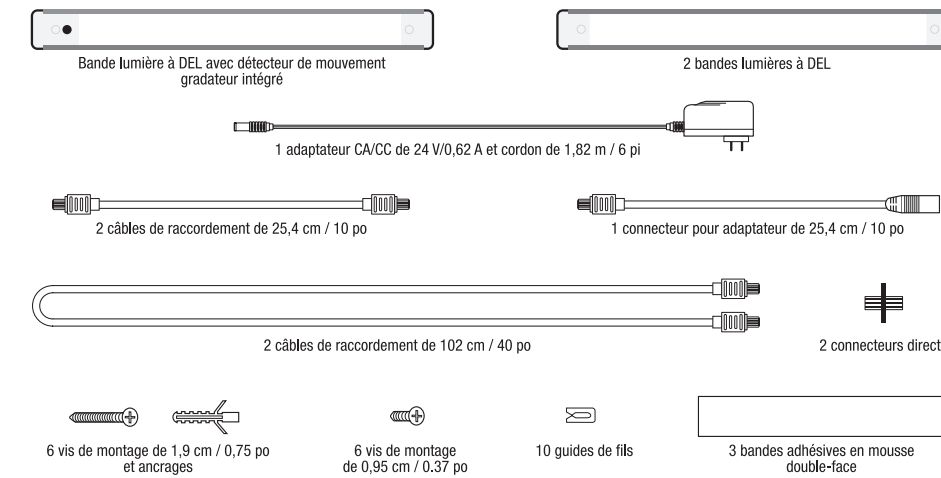 Bande lumière à DEL avec détecteur de mouvement
gradateur intégré
2 bandes lumières à DEL
1 adaptateur CA/CC de 24 V/0,62 A et cordon de 1,82 m / 6 pi
2 câbles de raccordement de 25,4 cm / 10 po
1 connecteur pour adaptateur de 25,4 cm / 10 po
2 câbles de raccordement de 102 cm / 40 po
2 connecteurs direct
6 vis de montage de 1,9 cm / 0,75 po
et ancrages
6 vis de montage
de 0,95 cm / 0.37 po
10 guides de fils
3 bandes adhésives en mousse
double-face